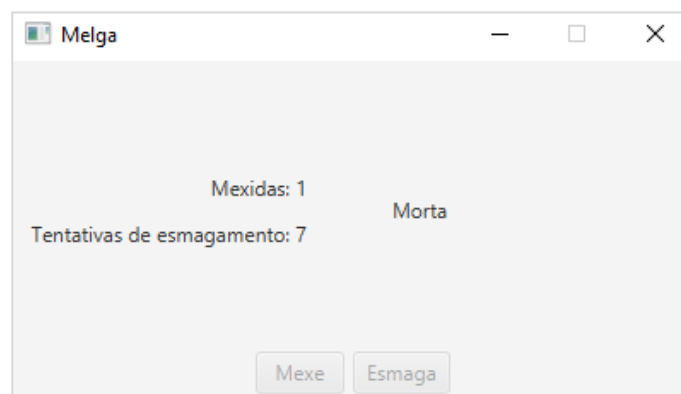 Melga
Mexidas: 1
Morta
Tentativas de esmagamento: 7
Mexe Esmaga